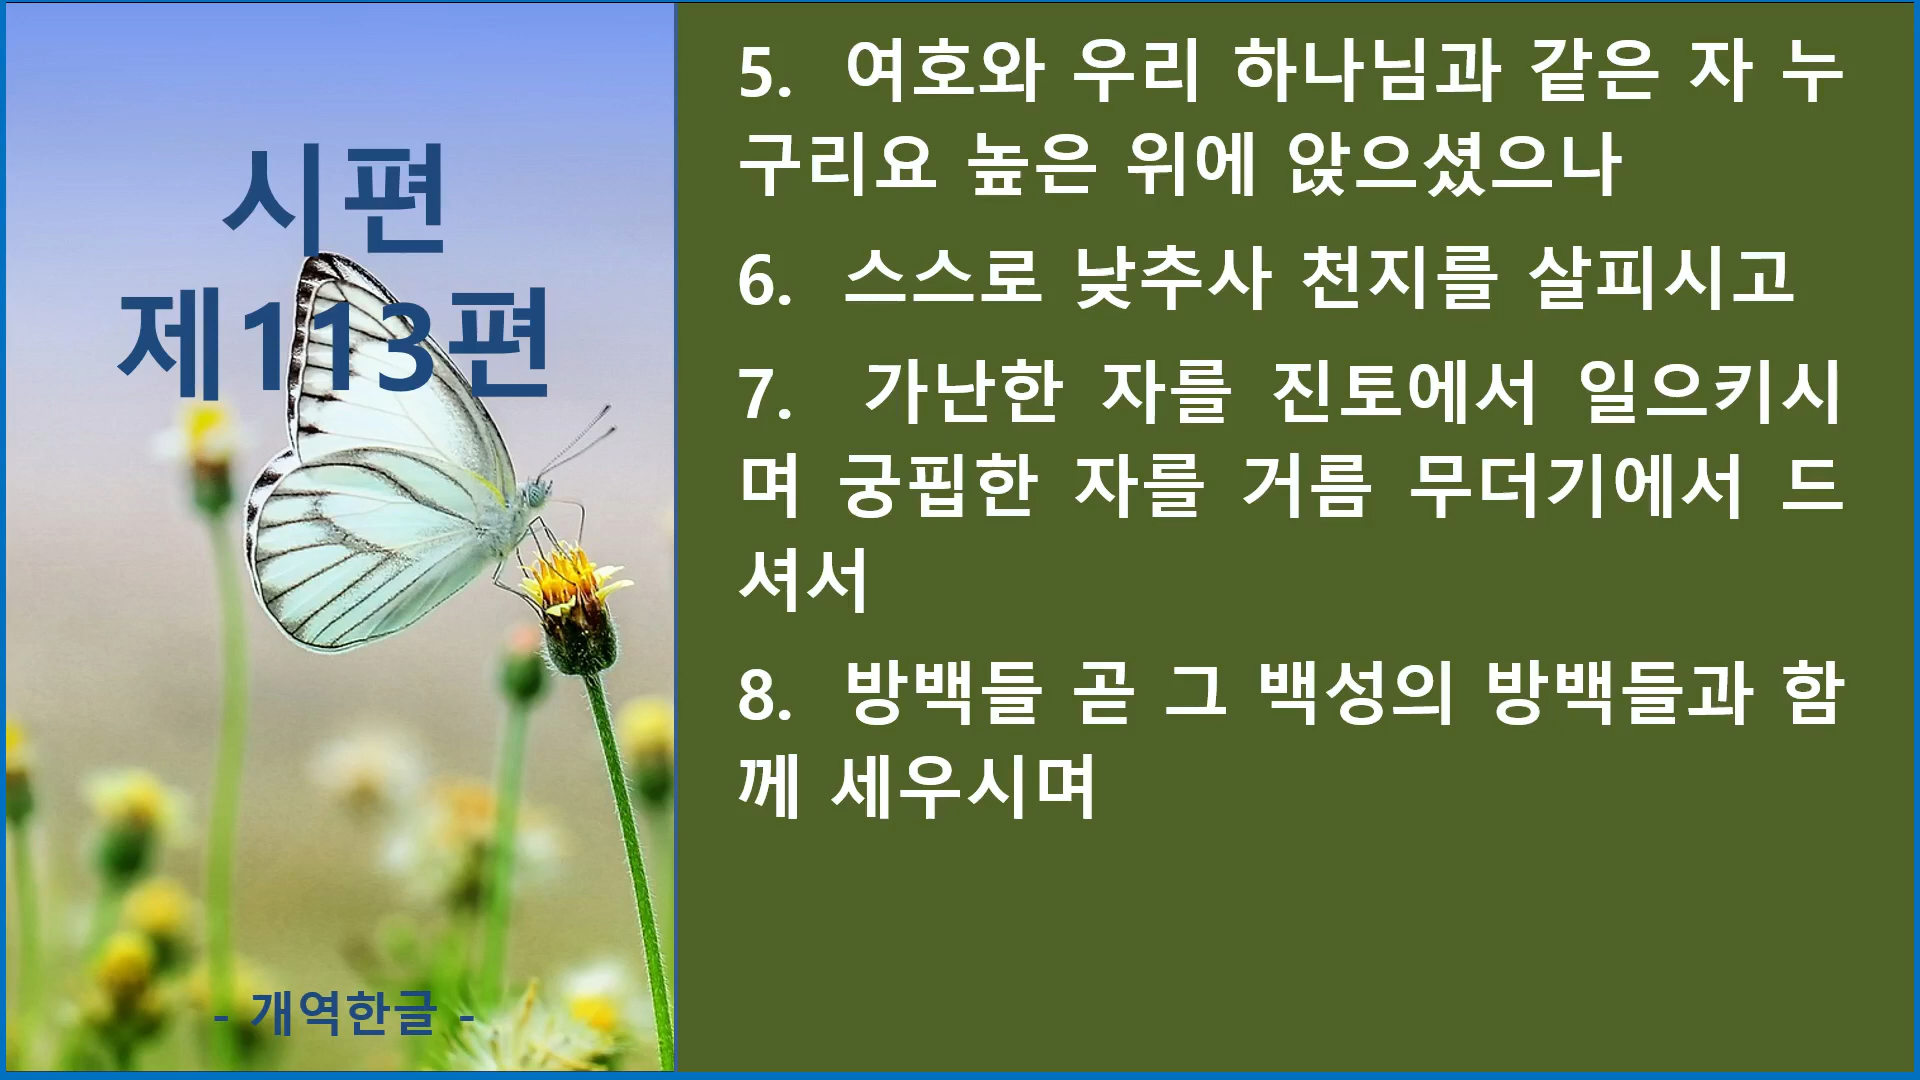 시편
제113편
- 개역한글 -
5. 여호와 우리 하나님과 같은 자 누
구리요 높은 위에 앉으셨으나
6. 스스로 낮추사 천지를 살피시고
7. 가난한 자를 진토에서 일으키시
며 궁핍한 자를 거름 무더기에서 드
셔서
8. 방백들 곧 그 백성의 방백들과 함
께 세우시며